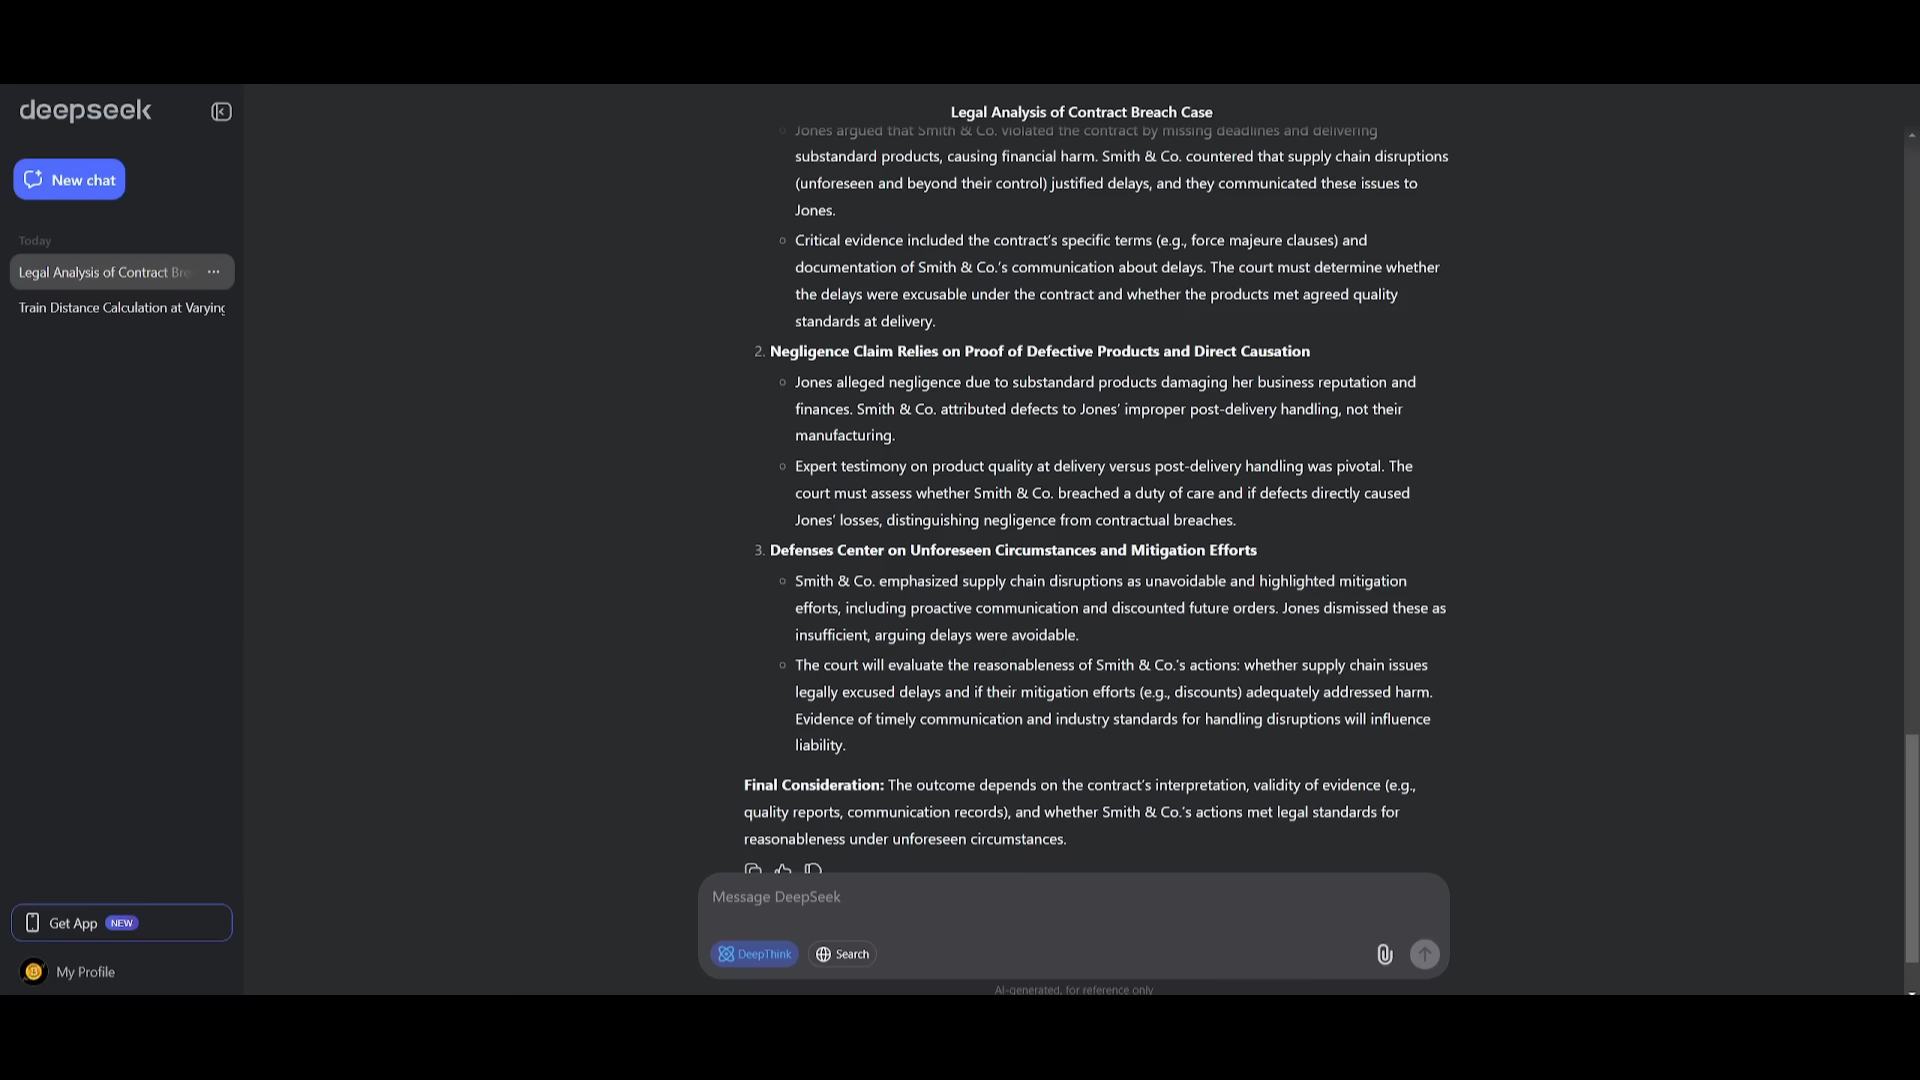 deepseek
New chat
Today
Legal Analysis of Contract Bre
Train Distance Calculation at Varying
Get App NEW
My Profile
Legal Analysis of Contract Breach Case
Jones argued that Smith & Co. violated the contract by missing deadlines and delivering
substandard products, causing financial harm. Smith & Co. countered that supply chain disruptions
(unforeseen and beyond their control) justified delays, and they communicated these issues to
Jones.
Critical evidence included the contract's specific terms (e.g., force majeure clauses) and
documentation of Smith & Co.'s communication about delays. The court must determine whether
the delays were excusable under the contract and whether the products met agreed quality
standards at delivery.
2. Negligence Claim Relies on Proof of Defective Products and Direct Causation
Jones alleged negligence due to substandard products damaging her business reputation and
finances. Smith & Co. attributed defects to Jones' improper post-delivery handling, not their
manufacturing.
Expert testimony on product quality at delivery versus post-delivery handling was pivotal. The
court must assess whether Smith & Co. breached a duty of care and if defects directly caused
Jones' losses, distinguishing negligence from contractual breaches.
3. Defenses Center on Unforeseen Circumstances and Mitigation Efforts
Smith & Co. emphasized supply chain disruptions as unavoidable and highlighted mitigation
efforts, including proactive communication and discounted future orders. Jones dismissed these as
insufficient, arguing delays were avoidable.
The court will evaluate the reasonableness of Smith & Co.'s actions: whether supply chain issues
legally excused delays and if their mitigation efforts (e.g., discounts) adequately addressed harm.
Evidence of timely communication and industry standards for handling disruptions will influence
liability.
Final Consideration: The outcome depends on the contract's interpretation, validity of evidence (e.g.,
quality reports, communication records), and whether Smith & Co.'s actions met legal standards for
reasonableness under unforeseen circumstances.
Message DeepSeek
DeepThink
Search
AI-generated, for reference only